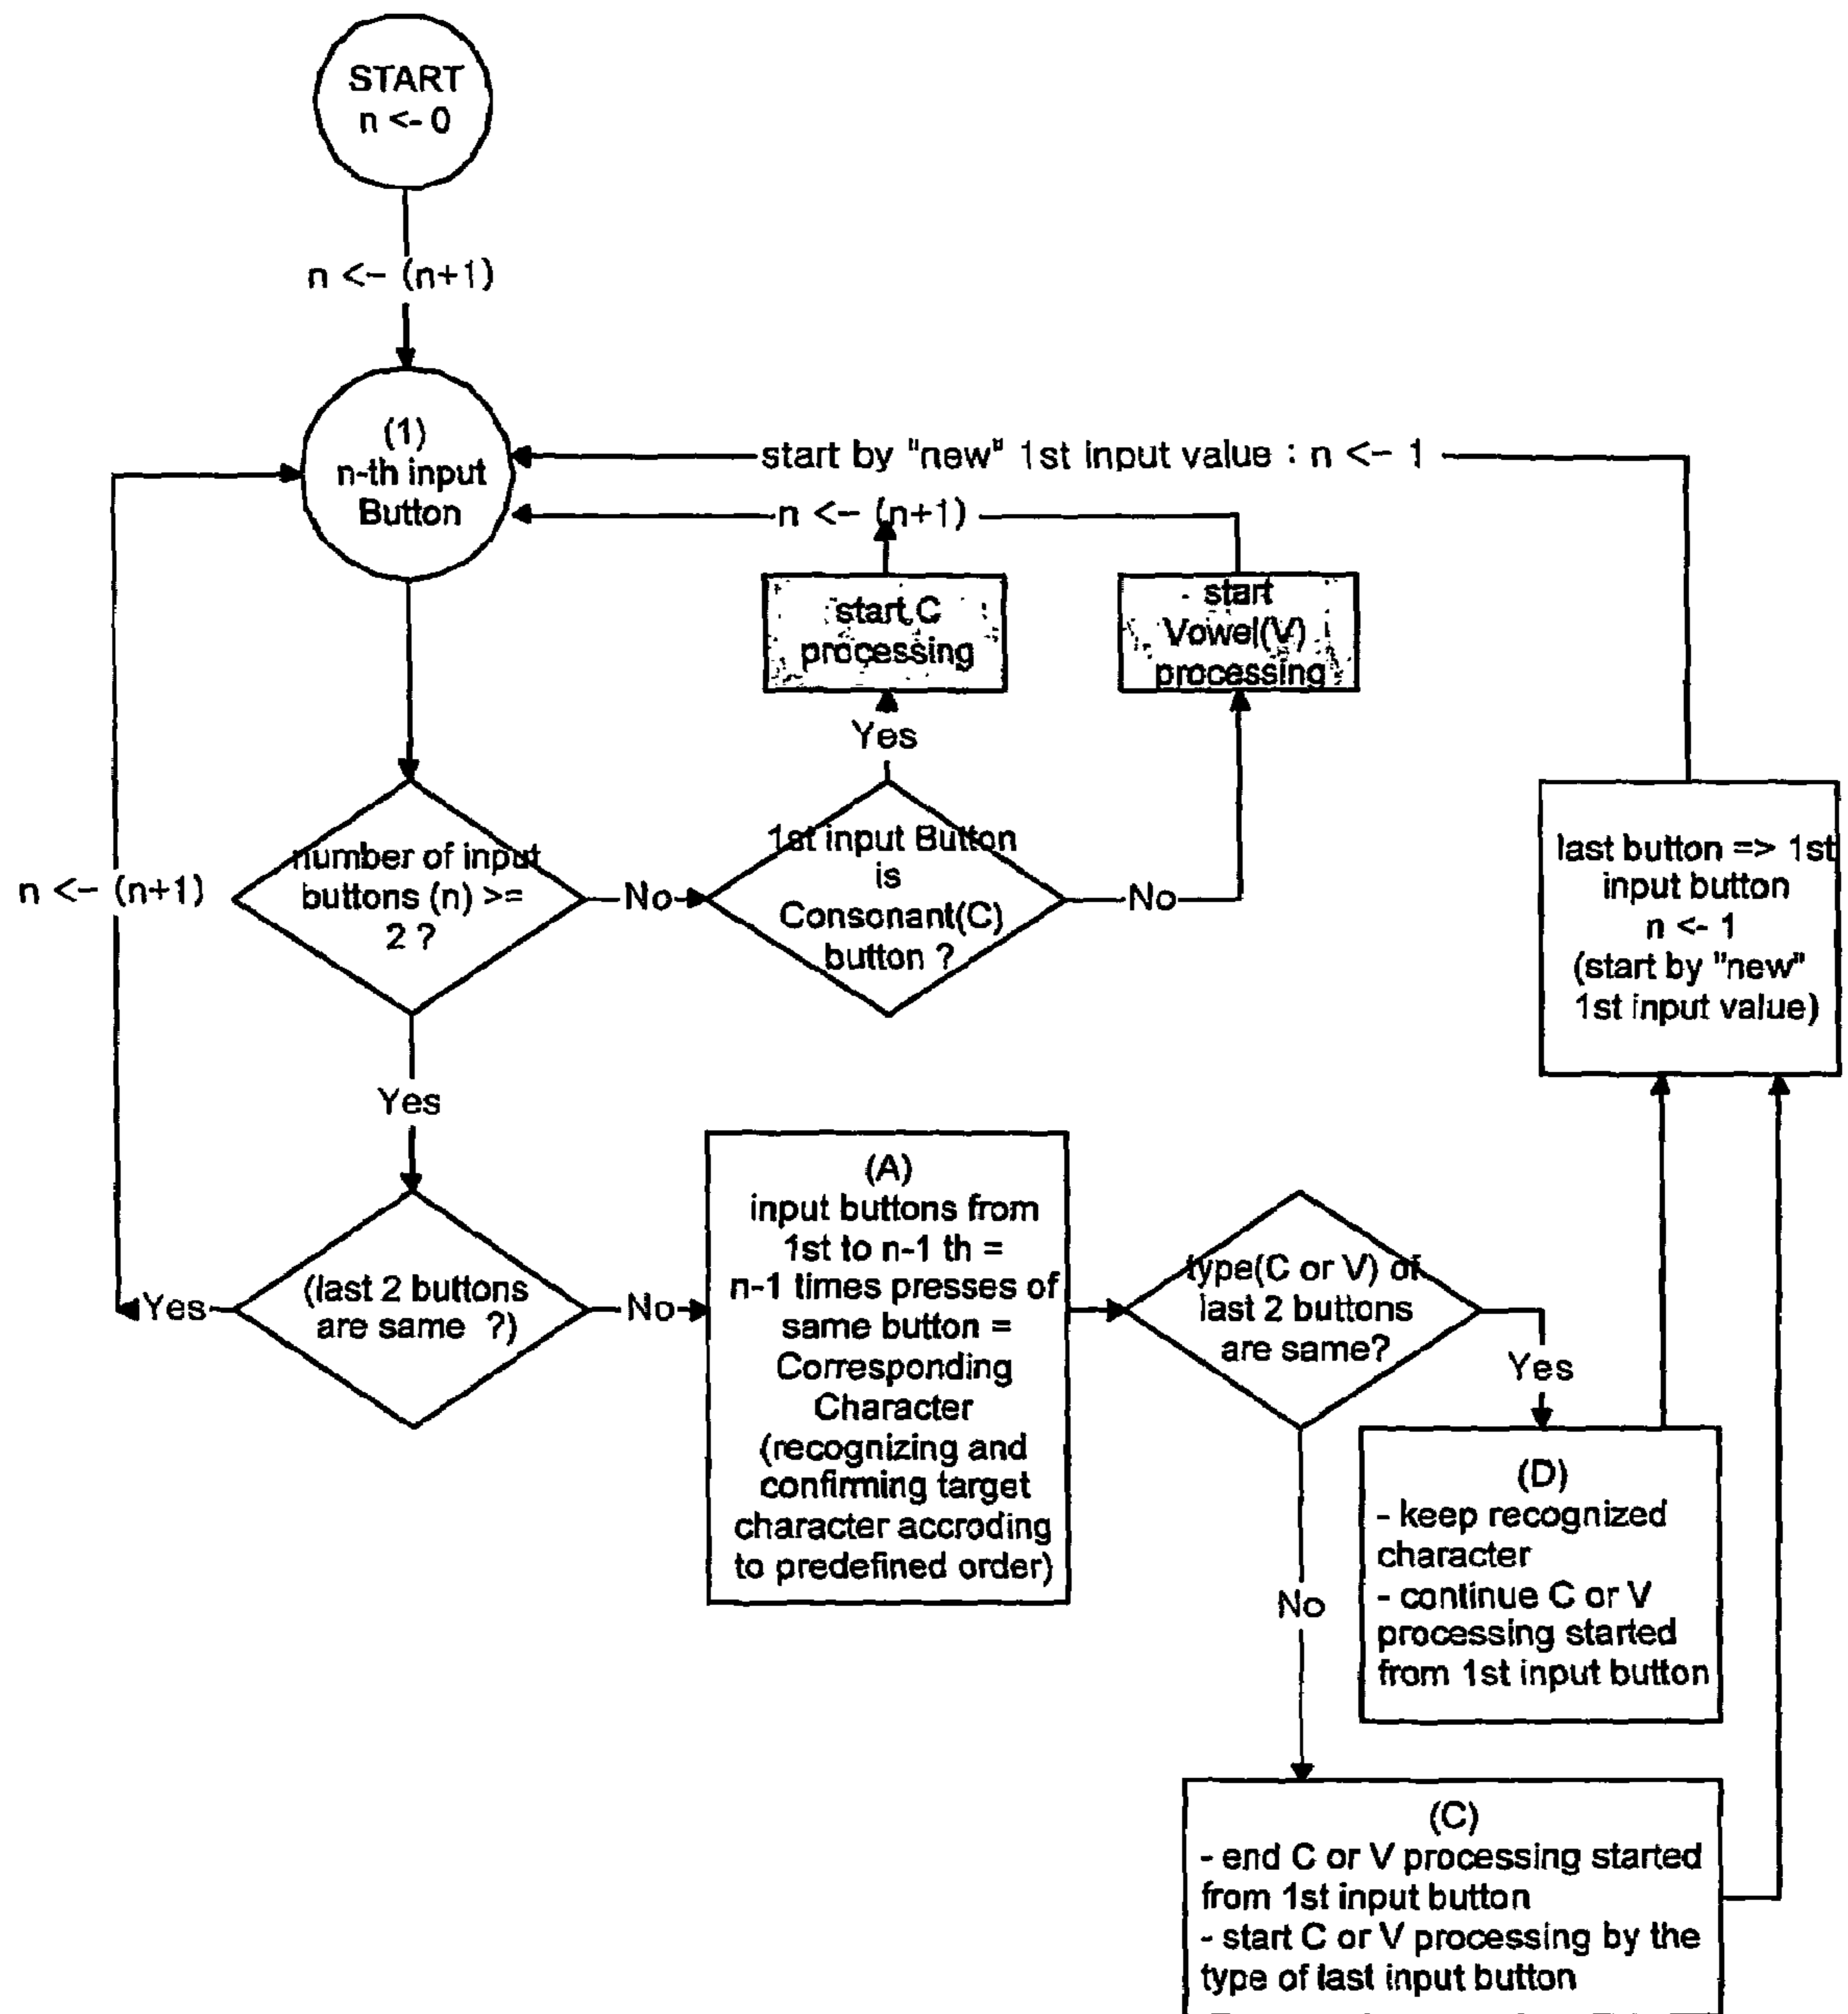 START
n <- 0
n <- (n+1)
(1)
n-th input
Button
start by "new" 1st input value : n <- 1
n <- (n+1)
start C
processing
start
Vowel(V)
processing
Yes
n <- (n+1)
number of input
buttons (n) >=
2 ?
No
1st input Button
is
Consonant(C)
button ?
No
last button => 1st
input button
n <- 1
(start by "new"
1st input value)
Yes
Yes
(last 2 buttons
are same ?)
No
(A)
input buttons from
1st to n-1 th =
n-1 times presses of
same button =
Corresponding
Character
(recognizing and
confirming target
character accroding
to predefined order)
type(C or V) of
last 2 buttons
are same?
Yes
No
(D)
- keep recognized
character
- continue C or V
processing started
from 1st input button
(C)
- end C or V processing started
from 1st input button
- start C or V processing by the
type of last input button